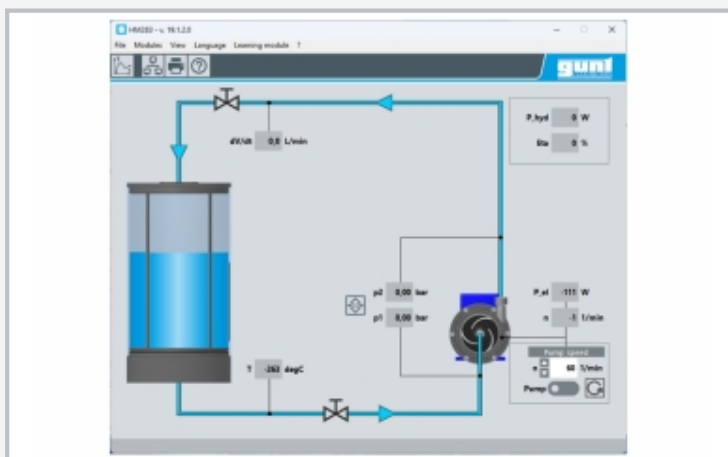 HM283 - v. 19.1.2.0
File Modules View Language Learning module ?
gunt
P_hyd 0 W
Eta 0 %
dV/dt 0,0 L/min
p2 0,00 bar
p1 0,00 bar
P_el -111 W
n -1 1/min
Pump speed
n 60 1/min
Pump
T -263 degC